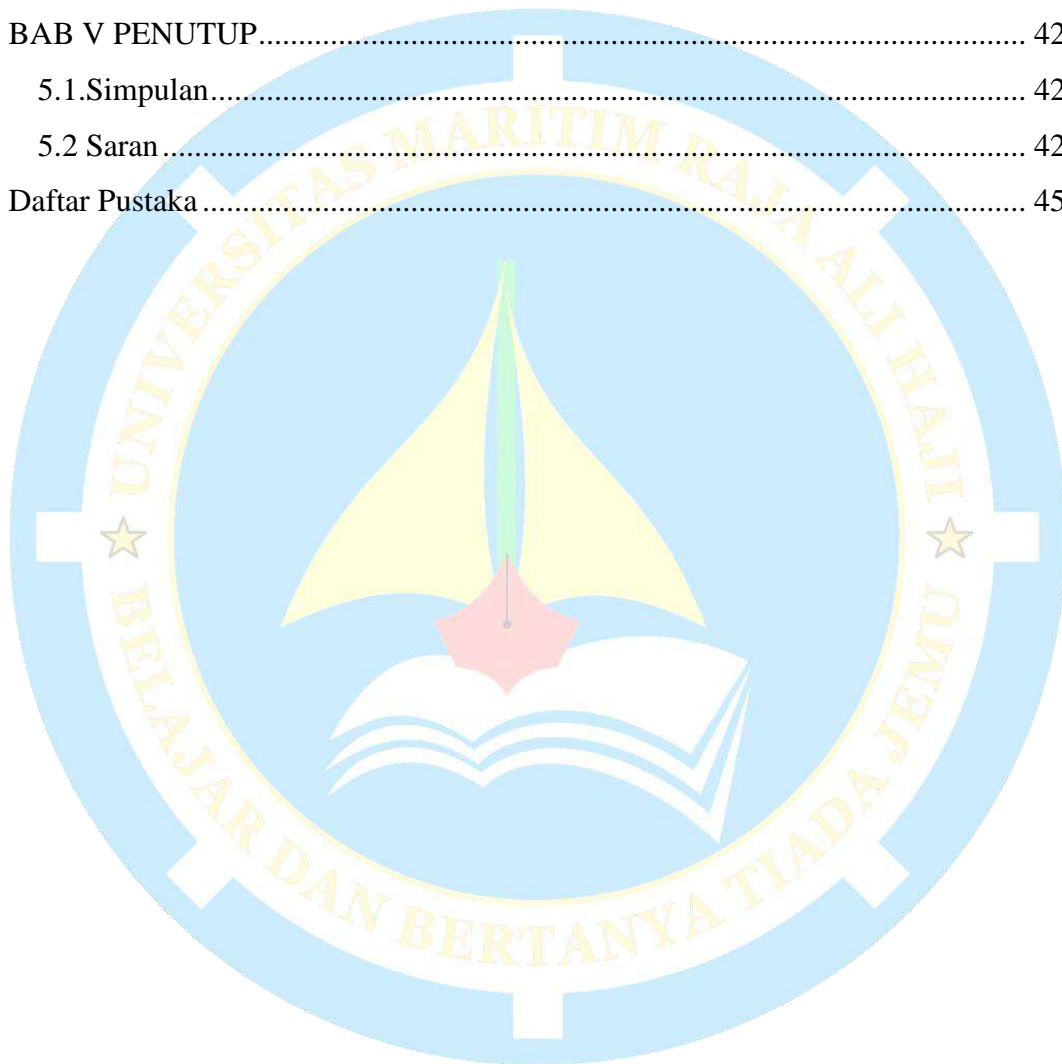 BAB V PENUTUP.......................................................................................... 42
5.1.Simpulan................................................................................................ 42
5.2 Saran ...................................................................................................... 42
Daftar Pustaka ................................................................................................. 45
UNIVERSITAS MARITIM RAJA ALI HAJI
BELAJAR DAN BERTANYA TIADA JEMU